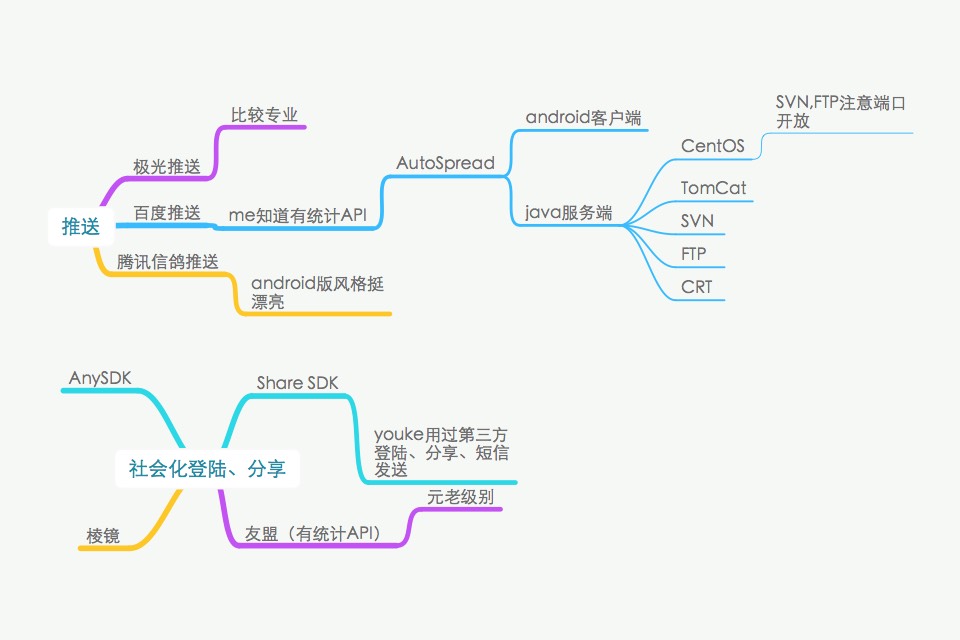 推送
极光推送
比较专业
百度推送
me知道有统计API
AutoSpread
android客户端
java服务端
CentOS
SVN,FTP注意端口
开放
TomCat
SVN
FTP
CRT
腾讯信鸽推送
android版风格挺
漂亮
社会化登陆、分享
AnySDK
棱镜
Share SDK
youke用过第三方
登陆、分享、短信
发送
友盟（有统计API）
元老级别